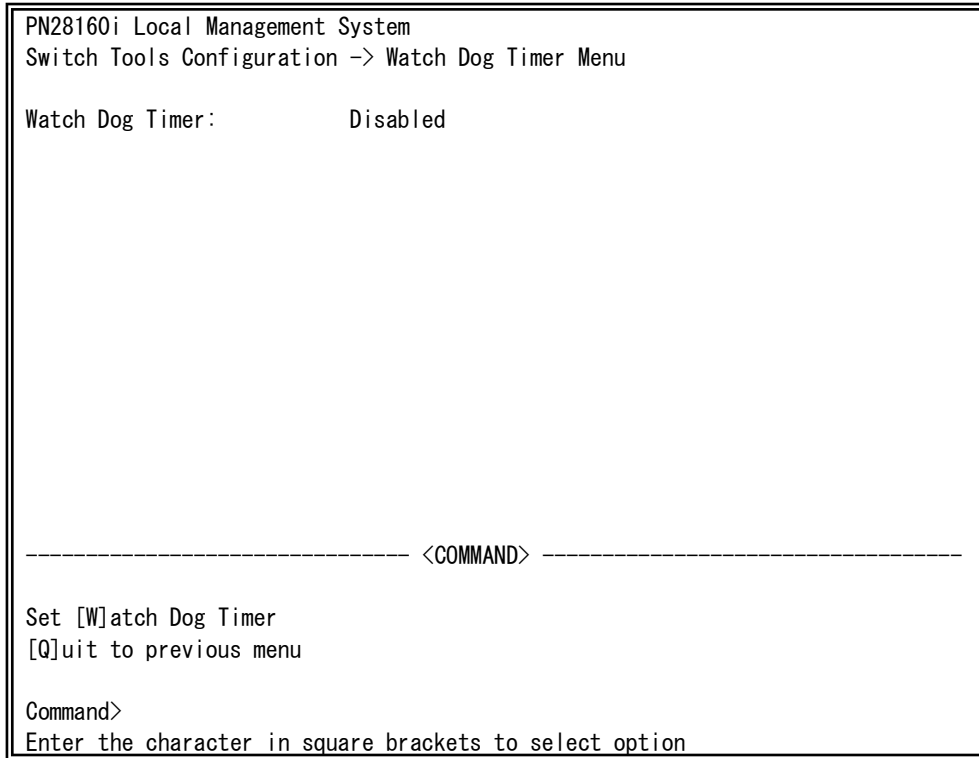 PN28160i Local Management System
Switch Tools Configuration -> Watch Dog Timer Menu
Watch Dog Timer: Disabled
-------------------------------- <COMMAND> -----------------------------------
Set [W]atch Dog Timer
[Q]uit to previous menu
Command>
Enter the character in square brackets to select option